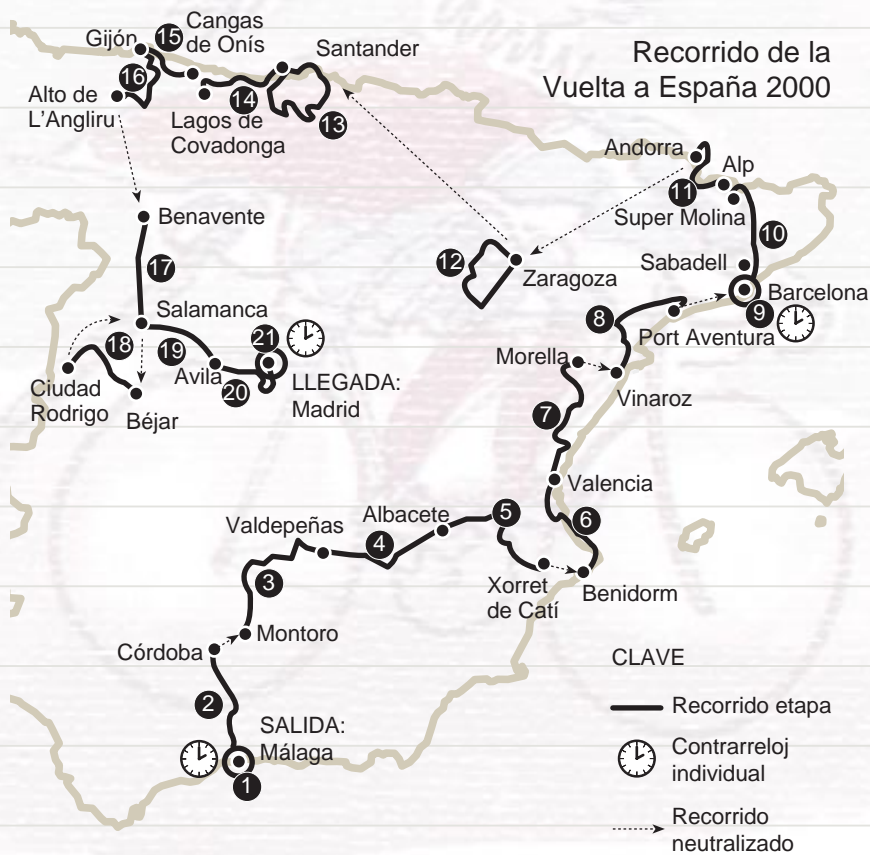 Recorrido de la
Vuelta a España 2000
Gijón
15
Cangas
de Onís
Santander
16
Alto de
L'Angliru
14
Lagos de
Covadonga
13
Andorra
Alp
11
Super Molina
10
Benavente
12
Zaragoza
Sabadell
17
Barcelona
9
8
Port Aventura
Salamanca
18
19
21
Morella
Ciudad
Rodrigo
Avila
20
LLEGADA:
Madrid
Vinaroz
Béjar
7
Valencia
Albacete
5
6
Valdepeñas
4
3
Xorret
de Catí
Benidorm
Montoro
Córdoba
2
SALIDA:
Málaga
1
CLAVE
Recorrido etapa
Contrarreloj
individual
Recorrido
neutralizado